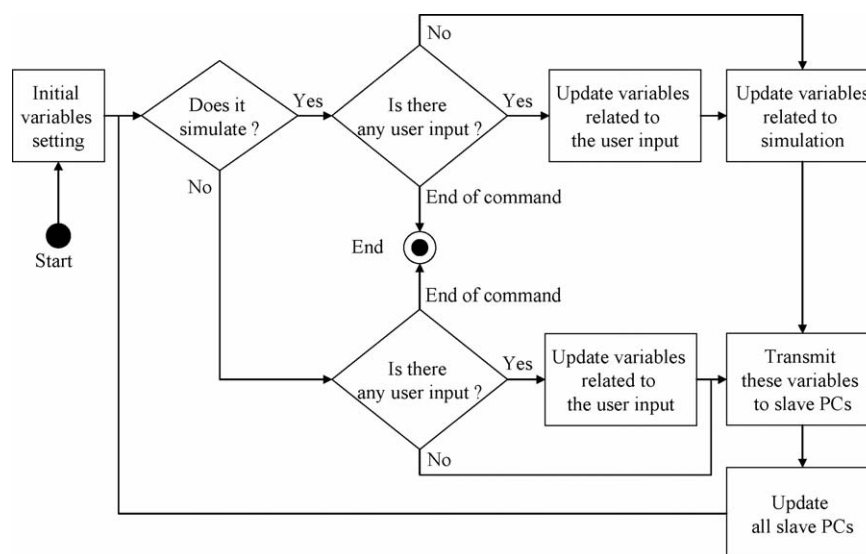 No
Initial
variables
setting
Does it
simulate ?
Yes
Is there
any user input ?
Yes
Update variables
related to
the user input
Update variables
related to
simulation
No
End of command
Start
End
End of command
Is there
any user input ?
Yes
Update variables
related to
the user input
Transmit
these variables
to slave PCs
No
Update
all slave PCs